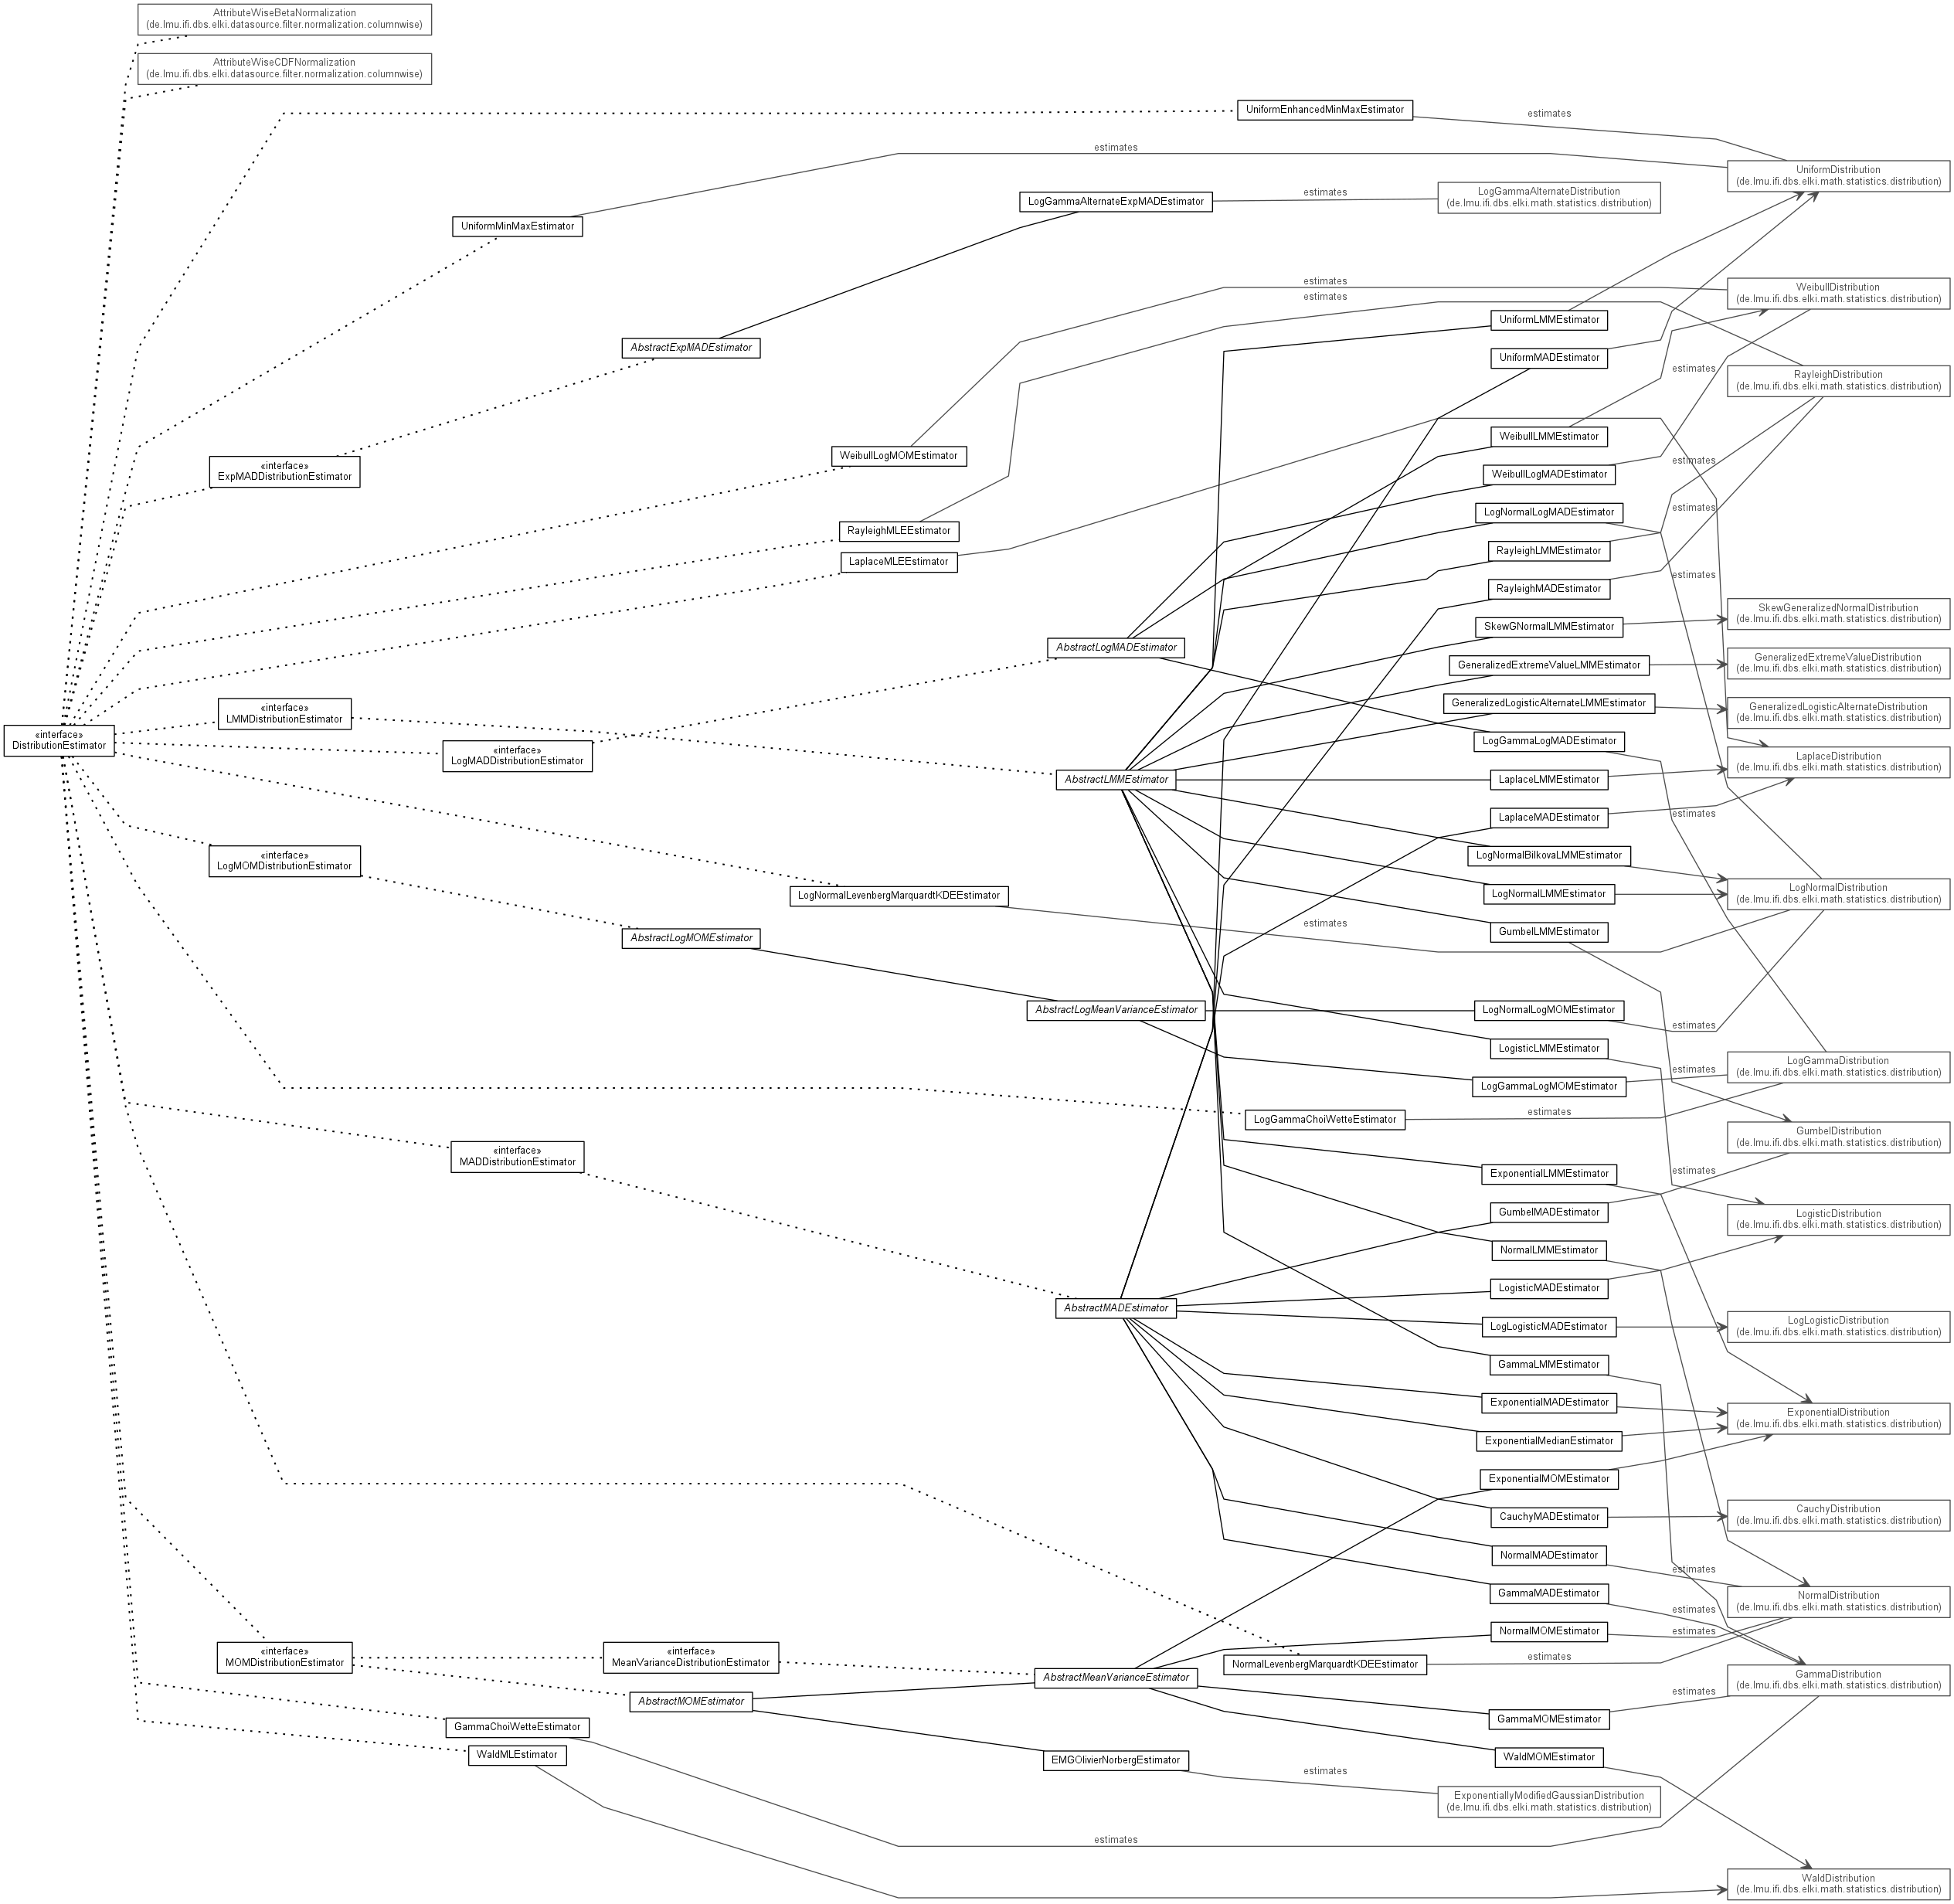 AttributeWiseBetaNormalization
(de.lmu.ifi.dbs.elki.datasource.filter.normalization.columnwise)
AttributeWiseCDFNormalization
(de.lmu.ifi.dbs.elki.datasource.filter.normalization.columnwise)
UniformEnhancedMinMaxEstimator
estimates
estimates
UniformDistribution
(de.lmu.ifi.dbs.elki.math.statistics.distribution)
LogGammaAlternateExpMADEstimator
estimates
LogGammaAlternateDistribution
(de.lmu.ifi.dbs.elki.math.statistics.distribution)
UniformMinMaxEstimator
estimates
WeibullDistribution
(de.lmu.ifi.dbs.elki.math.statistics.distribution)
estimates
UniformLMMEstimator
AbstractExpMADEstimator
UniformMADEstimator
estimates
RayleighDistribution
(de.lmu.ifi.dbs.elki.math.statistics.distribution)
WeibullLMMEstimator
WeibullLogMOMEstimator
estimates
«interface»
ExpMADDistributionEstimator
WeibullLogMADEstimator
estimates
LogNormalLogMADEstimator
RayleighMLEEstimator
RayleighLMMEstimator
LaplaceMLEEstimator
estimates
RayleighMADEstimator
SkewGeneralizedNormalDistribution
(de.lmu.ifi.dbs.elki.math.statistics.distribution)
SkewGNormalLMMEstimator
AbstractLogMADEstimator
GeneralizedExtremeValueLMMEstimator
GeneralizedExtremeValueDistribution
(de.lmu.ifi.dbs.elki.math.statistics.distribution)
GeneralizedLogisticAlternateLMMEstimator
GeneralizedLogisticAlternateDistribution
(de.lmu.ifi.dbs.elki.math.statistics.distribution)
«interface»
LMMDistributionEstimator
«interface»
DistributionEstimator
«interface»
LogMADDistributionEstimator
LogGammaLogMADEstimator
LaplaceDistribution
(de.lmu.ifi.dbs.elki.math.statistics.distribution)
AbstractLMMEstimator
LaplaceLMMEstimator
LaplaceMADEstimator
estimates
«interface»
LogMOMDistributionEstimator
LogNormalBilkovaLMMEstimator
LogNormalLevenbergMarquardtKDEEstimator
LogNormalLMMEstimator
LogNormalDistribution
(de.lmu.ifi.dbs.elki.math.statistics.distribution)
estimates
GumbelLMMEstimator
AbstractLogMOMEstimator
AbstractLogMeanVarianceEstimator
LogNormalLogMOMEstimator
estimates
LogisticLMMEstimator
LogGammaDistribution
(de.lmu.ifi.dbs.elki.math.statistics.distribution)
estimates
LogGammaLogMOMEstimator
LogGammaChoiWetteEstimator
estimates
GumbelDistribution
(de.lmu.ifi.dbs.elki.math.statistics.distribution)
«interface»
MADDistributionEstimator
ExponentialLMMEstimator
estimates
GumbelMADEstimator
LogisticDistribution
(de.lmu.ifi.dbs.elki.math.statistics.distribution)
NormalLMMEstimator
LogisticMADEstimator
AbstractMADEstimator
LogLogisticMADEstimator
LogLogisticDistribution
(de.lmu.ifi.dbs.elki.math.statistics.distribution)
GammaLMMEstimator
ExponentialMADEstimator
ExponentialDistribution
(de.lmu.ifi.dbs.elki.math.statistics.distribution)
ExponentialMedianEstimator
ExponentialMOMEstimator
CauchyMADEstimator
CauchyDistribution
(de.lmu.ifi.dbs.elki.math.statistics.distribution)
NormalMADEstimator
estimates
GammaMADEstimator
estimates
NormalDistribution
(de.lmu.ifi.dbs.elki.math.statistics.distribution)
NormalMOMEstimator
estimates
«interface»
MOMDistributionEstimator
«interface»
MeanVarianceDistributionEstimator
NormalLevenbergMarquardtKDEEstimator
estimates
AbstractMeanVarianceEstimator
GammaDistribution
(de.lmu.ifi.dbs.elki.math.statistics.distribution)
AbstractMOMEstimator
estimates
GammaMOMEstimator
GammaChoiWetteEstimator
WaldMLEstimator
EMGOlivierNorbergEstimator
WaldMOMEstimator
estimates
ExponentiallyModifiedGaussianDistribution
(de.lmu.ifi.dbs.elki.math.statistics.distribution)
estimates
WaldDistribution
(de.lmu.ifi.dbs.elki.math.statistics.distribution)